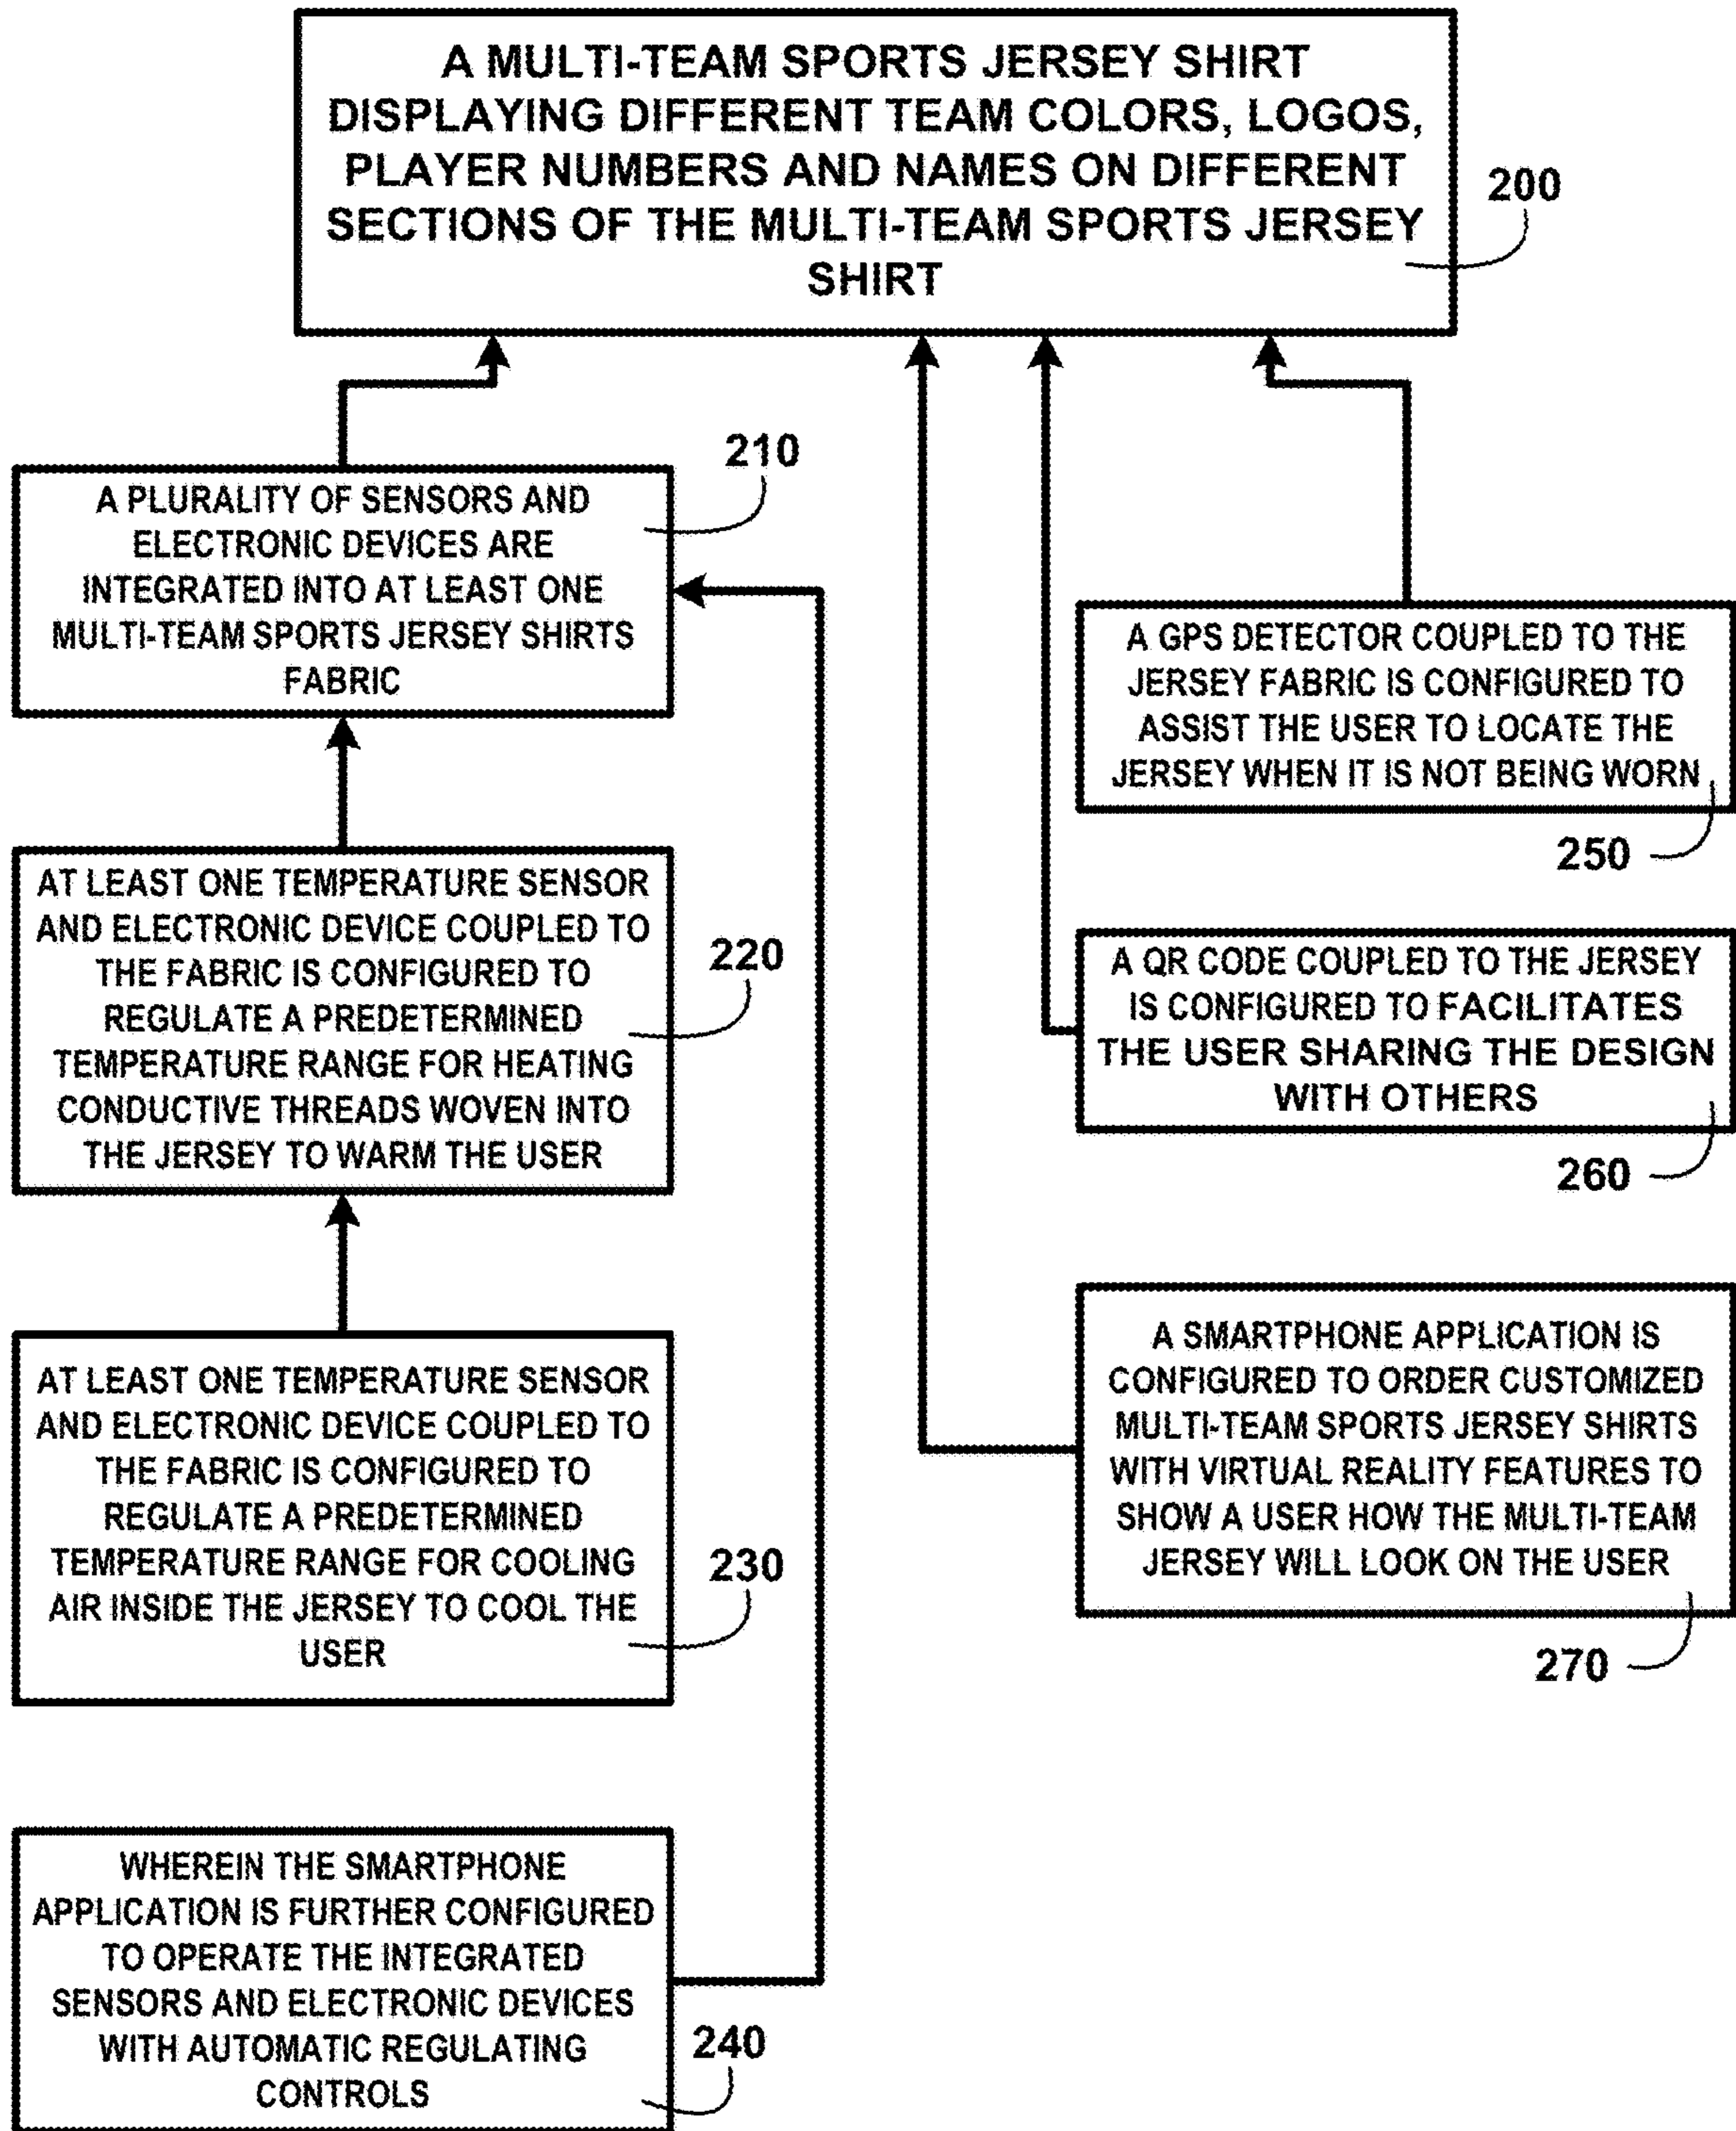 A MULTI-TEAM SPORTS JERSEY SHIRT
DISPLAYING DIFFERENT TEAM COLORS, LOGOS,
PLAYER NUMBERS AND NAMES ON DIFFERENT
SECTIONS OF THE MULTI-TEAM SPORTS JERSEY
SHIRT
200
210
A PLURALITY OF SENSORS AND
ELECTRONIC DEVICES ARE
INTEGRATED INTO AT LEAST ONE
MULTI-TEAM SPORTS JERSEY SHIRTS
FABRIC
AT LEAST ONE TEMPERATURE SENSOR
AND ELECTRONIC DEVICE COUPLED TO
THE FABRIC IS CONFIGURED TO
REGULATE A PREDETERMINED
TEMPERATURE RANGE FOR HEATING
CONDUCTIVE THREADS WOVEN INTO
THE JERSEY TO WARM THE USER
220
AT LEAST ONE TEMPERATURE SENSOR
AND ELECTRONIC DEVICE COUPLED TO
THE FABRIC IS CONFIGURED TO
REGULATE A PREDETERMINED
TEMPERATURE RANGE FOR COOLING
AIR INSIDE THE JERSEY TO COOL THE
USER
230
WHEREIN THE SMARTPHONE
APPLICATION IS FURTHER CONFIGURED
TO OPERATE THE INTEGRATED
SENSORS AND ELECTRONIC DEVICES
WITH AUTOMATIC REGULATING
CONTROLS
240
A GPS DETECTOR COUPLED TO THE
JERSEY FABRIC IS CONFIGURED TO
ASSIST THE USER TO LOCATE THE
JERSEY WHEN IT IS NOT BEING WORN
250
A QR CODE COUPLED TO THE JERSEY
IS CONFIGURED TO FACILITATES
THE USER SHARING THE DESIGN
WITH OTHERS
260
A SMARTPHONE APPLICATION IS
CONFIGURED TO ORDER CUSTOMIZED
MULTI-TEAM SPORTS JERSEY SHIRTS
WITH VIRTUAL REALITY FEATURES TO
SHOW A USER HOW THE MULTI-TEAM
JERSEY WILL LOOK ON THE USER
270